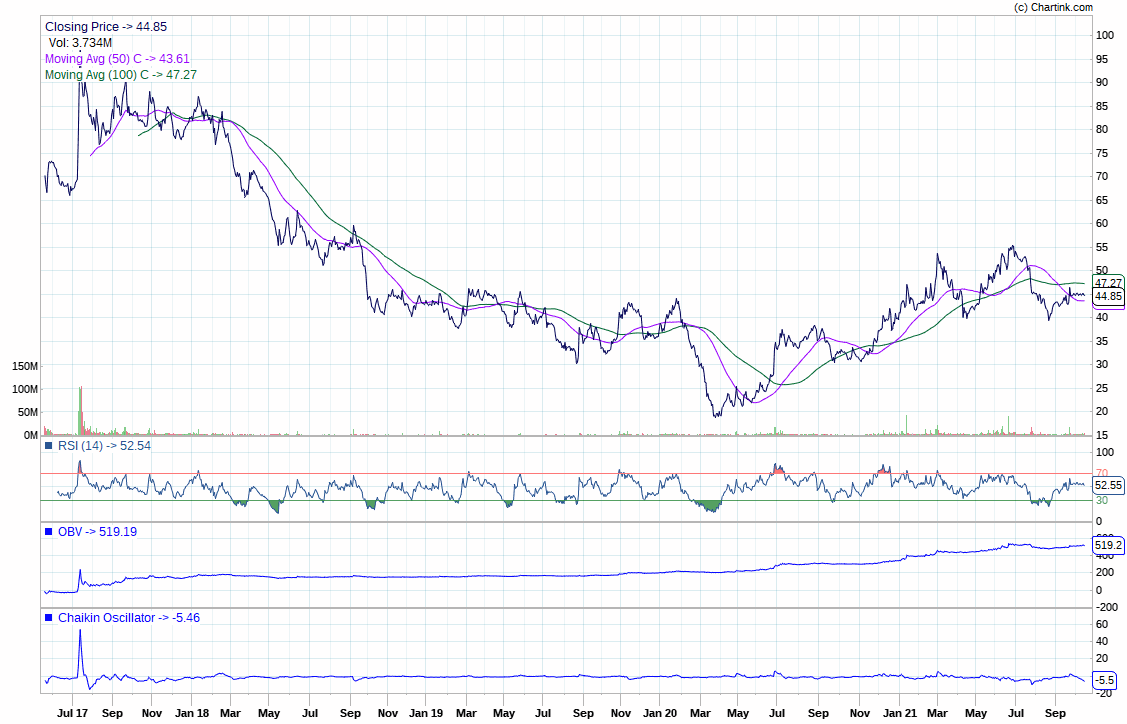 (c) Chartink.com
Closing Price -> 44.85
Vol: 3.734M
Moving Avg (50) C -> 43.61
Moving Avg (100) C -> 47.27
100
95
90
85
80
75
70
65
60
55
50
47.27
44.85
40
35
30
25
20
15
150M
100M
50M
0M
RSI (14) -> 52.54
100
70
52.55
30
0
OBV -> 519.19
519.2
400
200
0
-200
Chaikin Oscillator -> -5.46
60
40
20
-5.5
-20
Jul 17 Sep Nov Jan 18 Mar May Jul Sep Nov Jan 19 Mar May Jul Sep Nov Jan 20 Mar May Jul Sep Nov Jan 21 Mar May Jul Sep